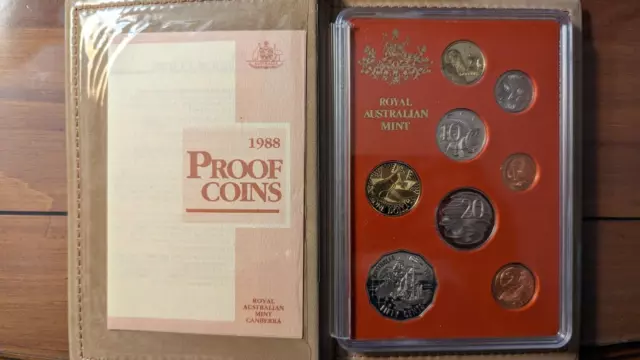 1988
PROOF
COINS
ROYAL
AUSTRALIAN
MINT
CANBERRA
ROYAL
AUSTRALIAN
MINT
10
20